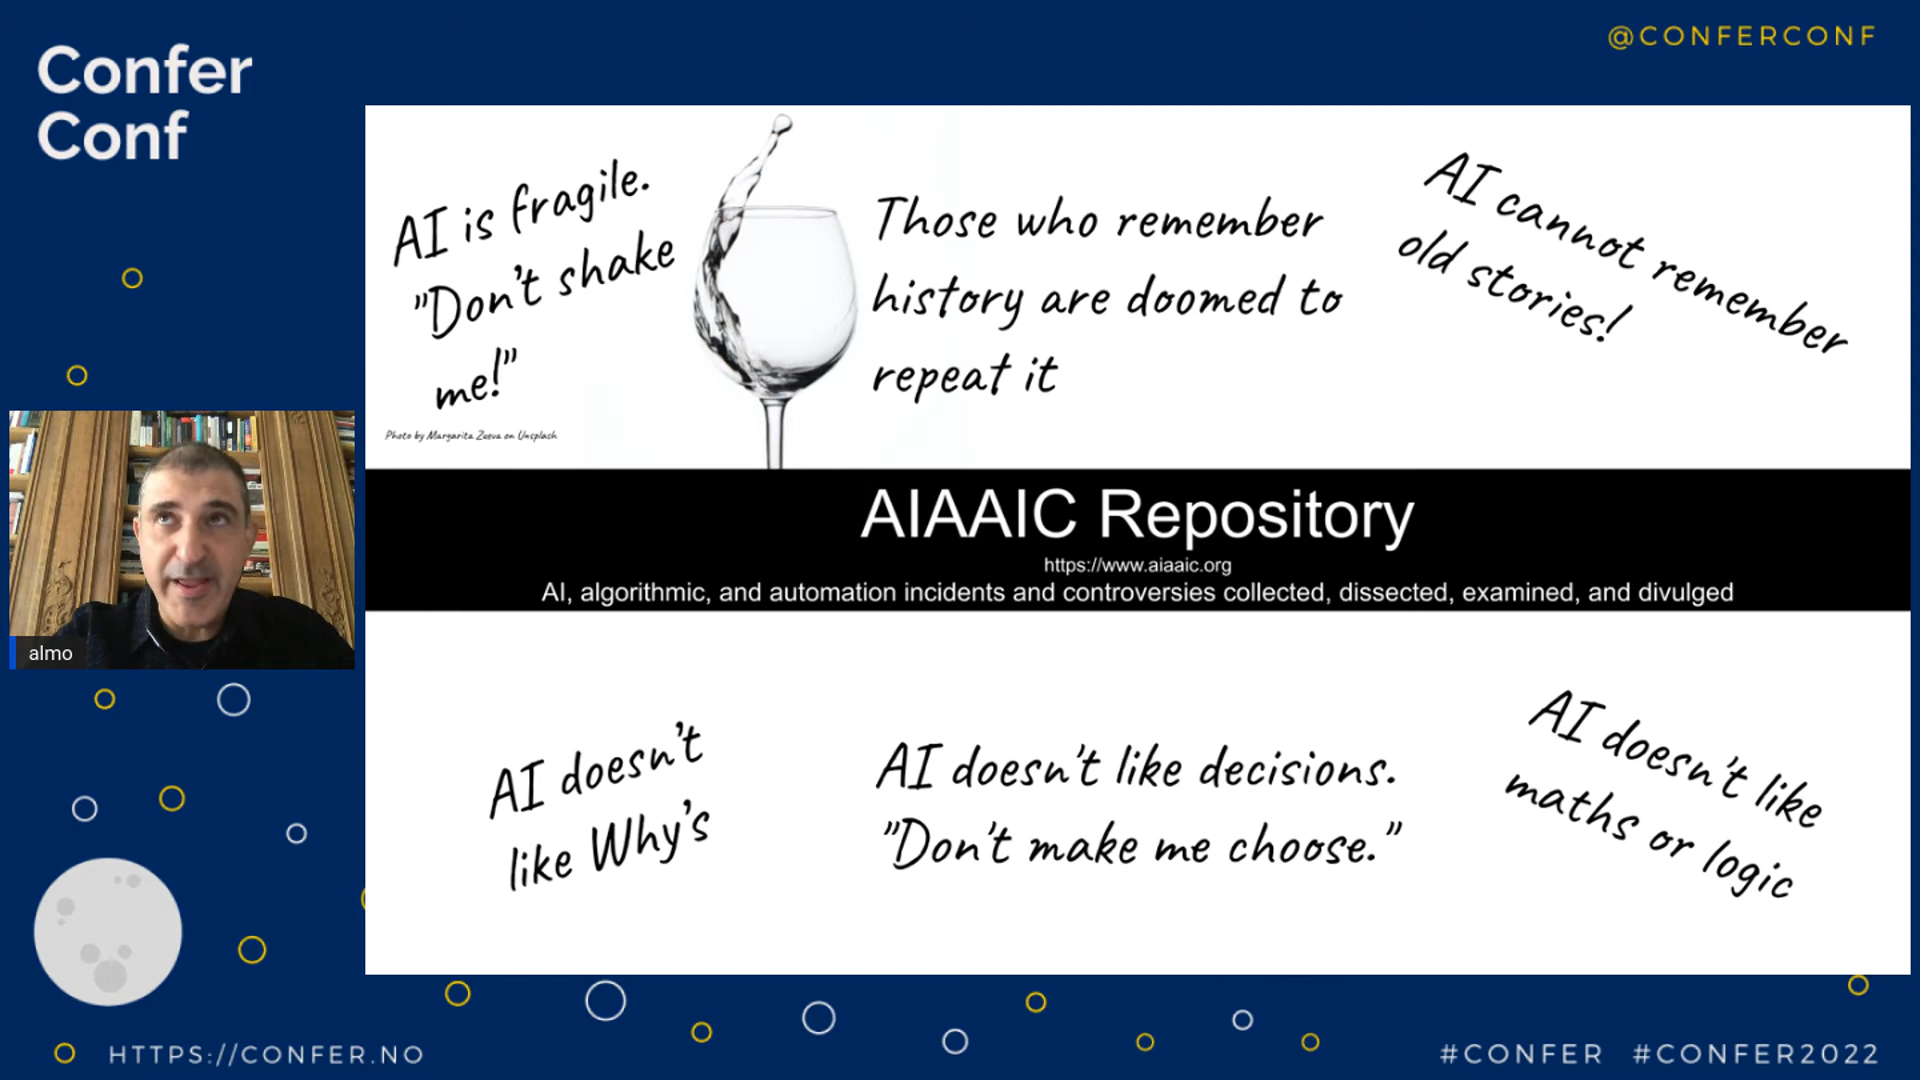 Confer
Conf
@CONFERCONF
AI is fragile.
"Don't shake
me!"
Photo by Margarita Zueva on Unsplash
Those who remember
history are doomed to
repeat it
AI cannot remember
old stories!
AIAAIC Repository
https://www.aiaaic.org
AI, algorithmic, and automation incidents and controversies collected, dissected, examined, and divulged
almo
AI doesn't
like Why's
AI doesn't like decisions.
"Don't make me choose."
AI doesn't like
maths or logic
HTTPS://CONFER.NO
#CONFER #CONFER2022